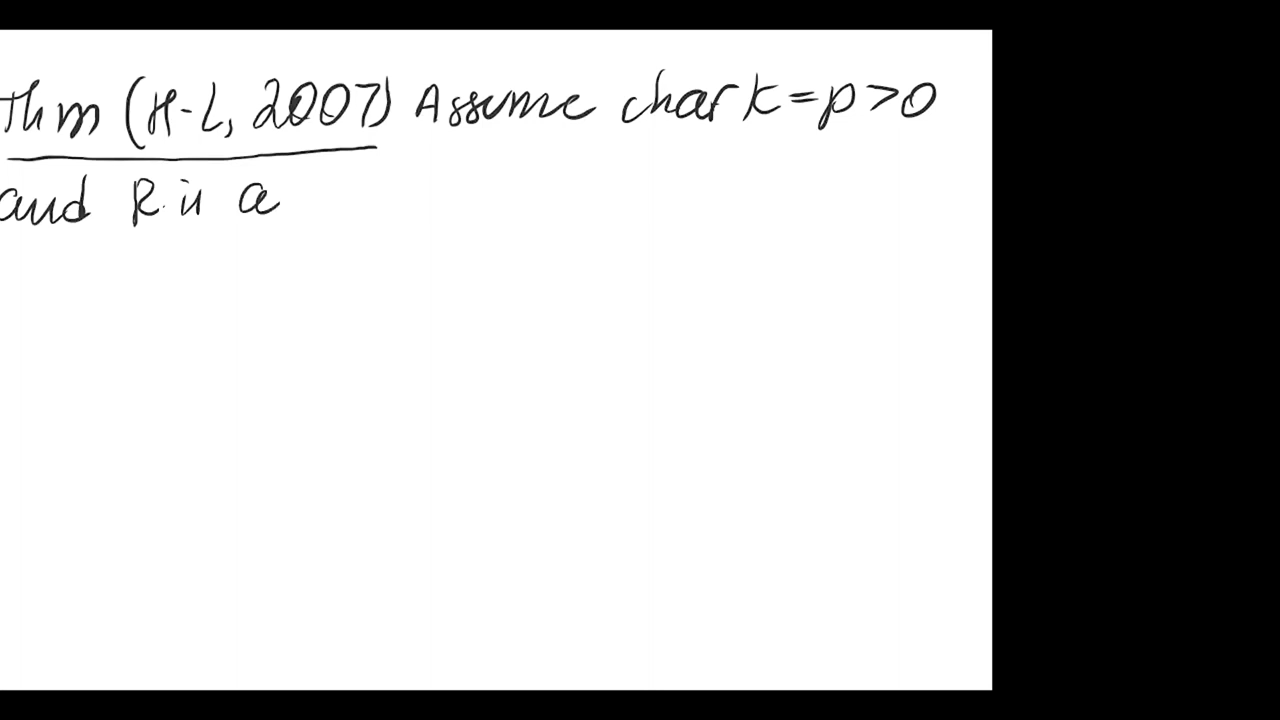 Thm (H-L, 2007) Assume char k = p > 0
and R is a